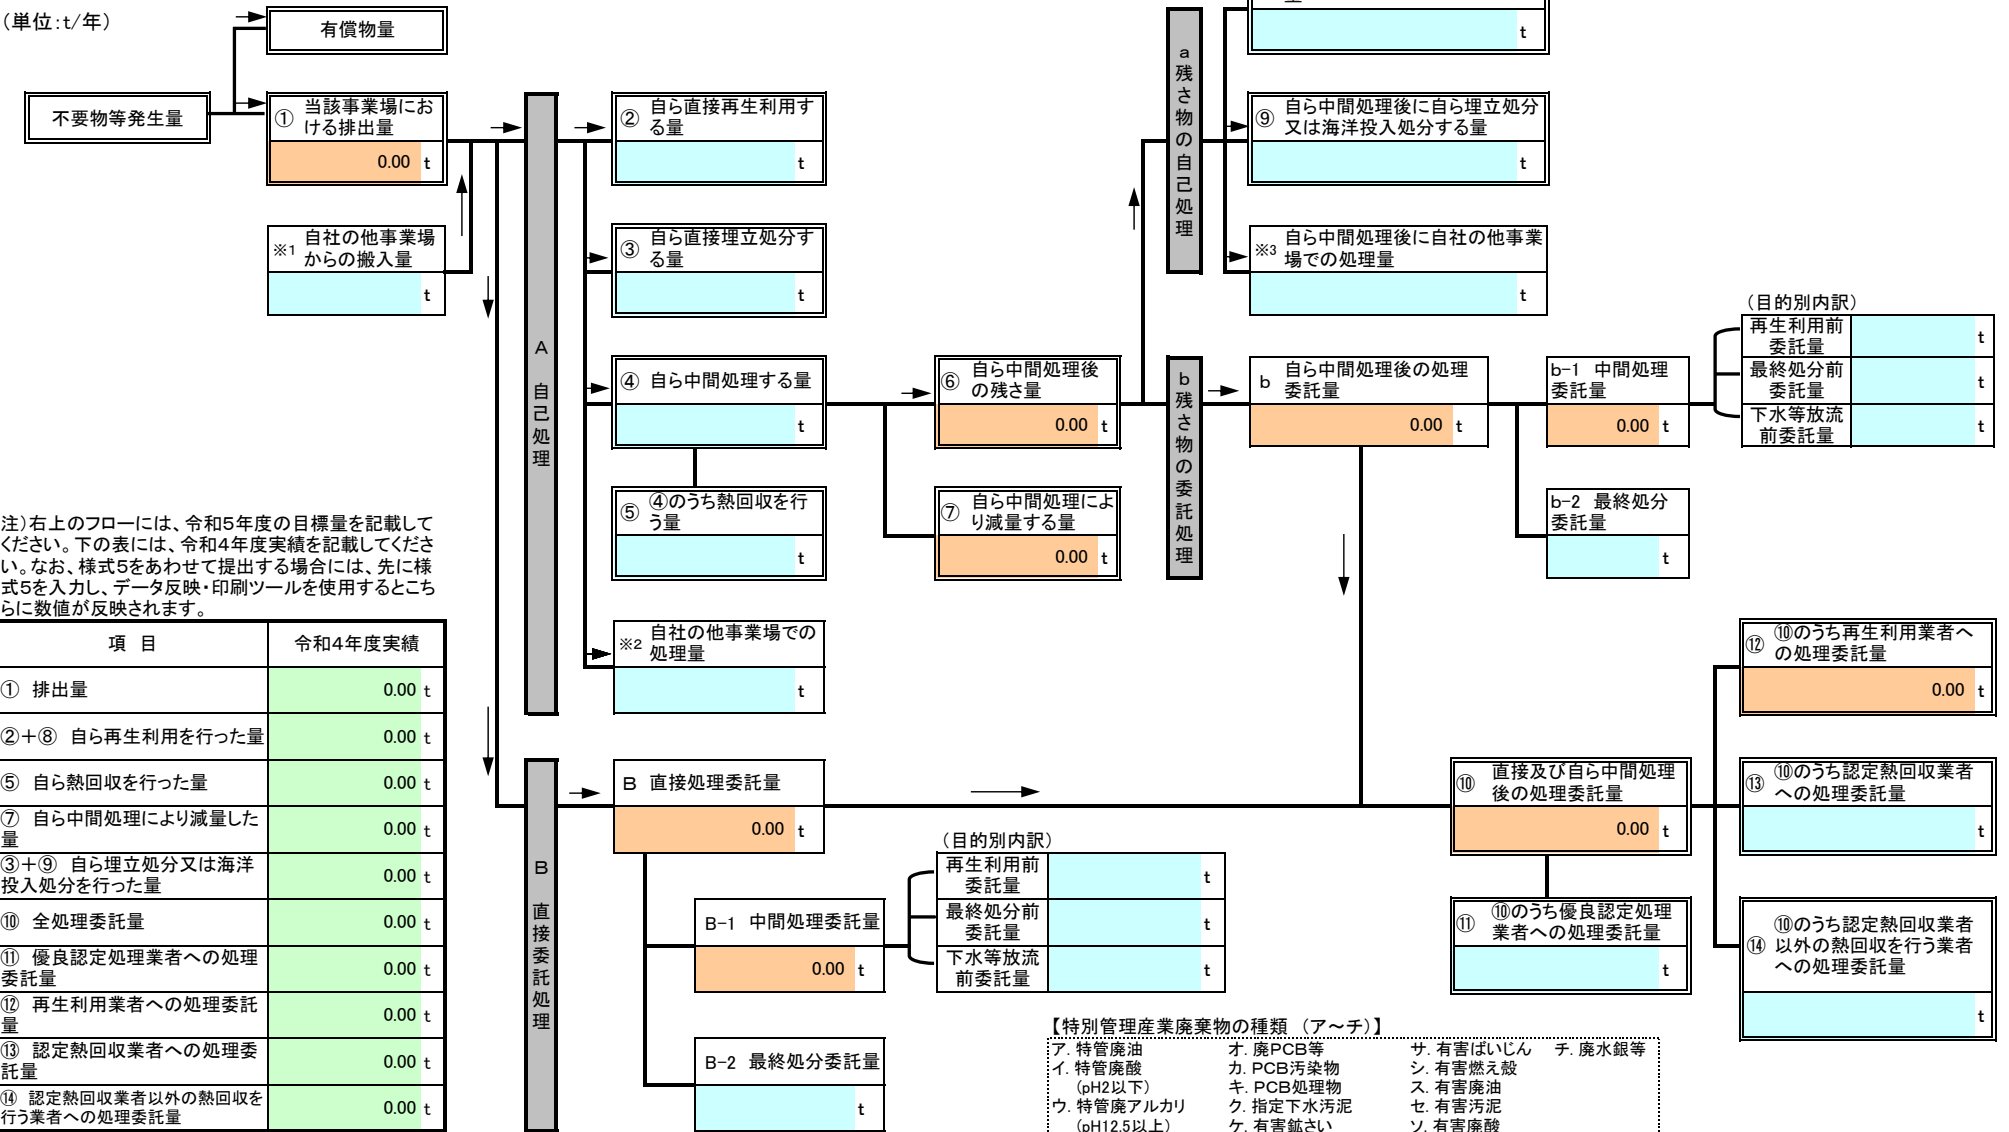 （単位:t/年）
有償物量
不要物等発生量
① 当該事業場にお
ける排出量
0.00 t
※1 自社の他事業場
からの搬入量
t
A 自己処理
② 自ら直接再生利用す
る量
t
③ 自ら直接埋立処分す
る量
t
④ 自ら中間処理する量
t
⑤ ④のうち熱回収を行
う量
t
※2 自社の他事業場での
処理量
t
⑥ 自ら中間処理後
の残さ量
0.00 t
⑦ 自ら中間処理によ
り減量する量
0.00 t
a残さ物の自己処理
t
⑨ 自ら中間処理後に自ら埋立処分
又は海洋投入処分する量
t
※3 自ら中間処理後に自社の他事業
場での処理量
t
b残さ物の委託処理
b 自ら中間処理後の処理
委託量
0.00 t
b-1 中間処理
委託量
0.00 t
（目的別内訳）
再生利用前
委託量
t
最終処分前
委託量
t
下水等放流
前委託量
t
b-2 最終処分
委託量
t
注）右上のフローには、令和５年度の目標量を記載して
ください。下の表には、令和４年度実績を記載してくださ
い。なお、様式５をあわせて提出する場合には、先に様
式５を入力し、データ反映・印刷ツールを使用するとこち
らに数値が反映されます。
項 目 令和４年度実績
① 排出量 0.00 t
②＋⑧ 自ら再生利用を行った量 0.00 t
⑤ 自ら熱回収を行った量 0.00 t
⑦ 自ら中間処理により減量した
量 0.00 t
③＋⑨ 自ら埋立処分又は海洋
投入処分を行った量 0.00 t
⑩ 全処理委託量 0.00 t
⑪ 優良認定処理業者への処理
委託量 0.00 t
⑫ 再生利用業者への処理委託
量 0.00 t
⑬ 認定熱回収業者への処理委
託量 0.00 t
⑭ 認定熱回収業者以外の熱回収を
行う業者への処理委託量 0.00 t
B 直接委託処理
B 直接処理委託量
0.00 t
B-1 中間処理委託量
0.00 t
（目的別内訳）
再生利用前
委託量
t
最終処分前
委託量
t
下水等放流
前委託量
t
B-2 最終処分委託量
t
⑩ 直接及び自ら中間処理
後の処理委託量
0.00 t
⑪ ⑩のうち優良認定処理
業者への処理委託量
t
⑫ ⑩のうち再生利用業者へ
の処理委託量
0.00 t
⑬ ⑩のうち認定熱回収業者
への処理委託量
t
⑭ ⑩のうち認定熱回収業者
以外の熱回収を行う業者
への処理委託量
t
【特別管理産業廃棄物の種類 （ア～チ）】
ア. 特管廃油 オ. 廃PCB等 サ. 有害ばいじん チ. 廃水銀等
イ. 特管廃酸 カ. PCB汚染物 シ. 有害燃え殻
（pH2以下） キ. PCB処理物 ス. 有害廃油
ウ. 特管廃アルカリ ク. 指定下水汚泥 セ. 有害汚泥
（pH12.5以上） ケ. 有害鉱さい ソ. 有害廃酸